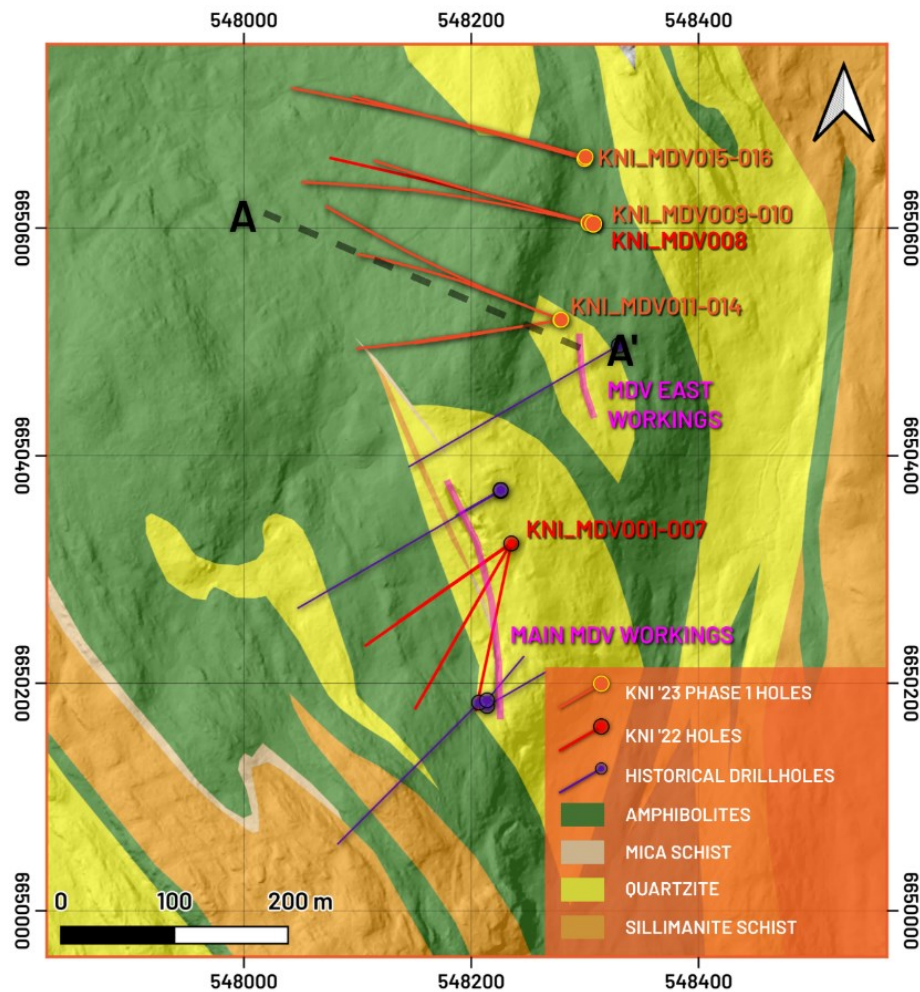 548000
548200
548400
KNI_MDV015-016
A
KNI_MDV009-010
KNI_MDV008
6650600
6650600
KNI_MDV011-014
A'
MDV EAST
WORKINGS
6650400
6650400
KNI_MDV001-007
MAIN MDV WORKINGS
6650200
6650200
KNI '23 PHASE 1 HOLES
KNI '22 HOLES
HISTORICAL DRILLHOLES
AMPHIBOLITES
MICA SCHIST
QUARTZITE
SILLIMANITE SCHIST
0 100 200 m
6650000
6650000
548000
548200
548400